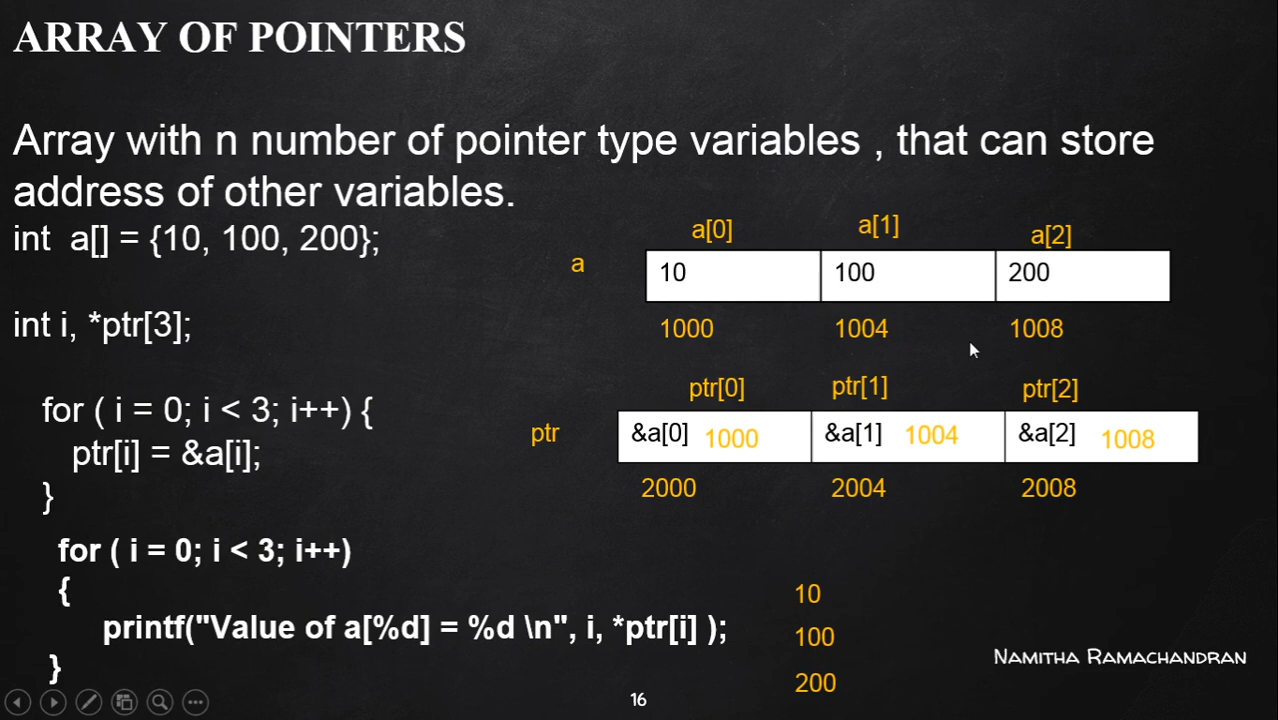 ARRAY OF POINTERS
Array with n number of pointer type variables , that can store
address of other variables.
int a[] = {10, 100, 200};
int i, *ptr[3];
for ( i = 0; i < 3; i++) {
ptr[i] = &a[i];
}
for ( i = 0; i < 3; i++)
{
printf("Value of a[%d] = %d \n", i, *ptr[i] );
}
a[0] a[1] a[2]
a 10 100 200
1000 1004 1008
ptr[0] ptr[1] ptr[2]
ptr &a[0] 1000 &a[1] 1004 &a[2] 1008
2000 2004 2008
10
100
200
Namitha Ramachandran
16